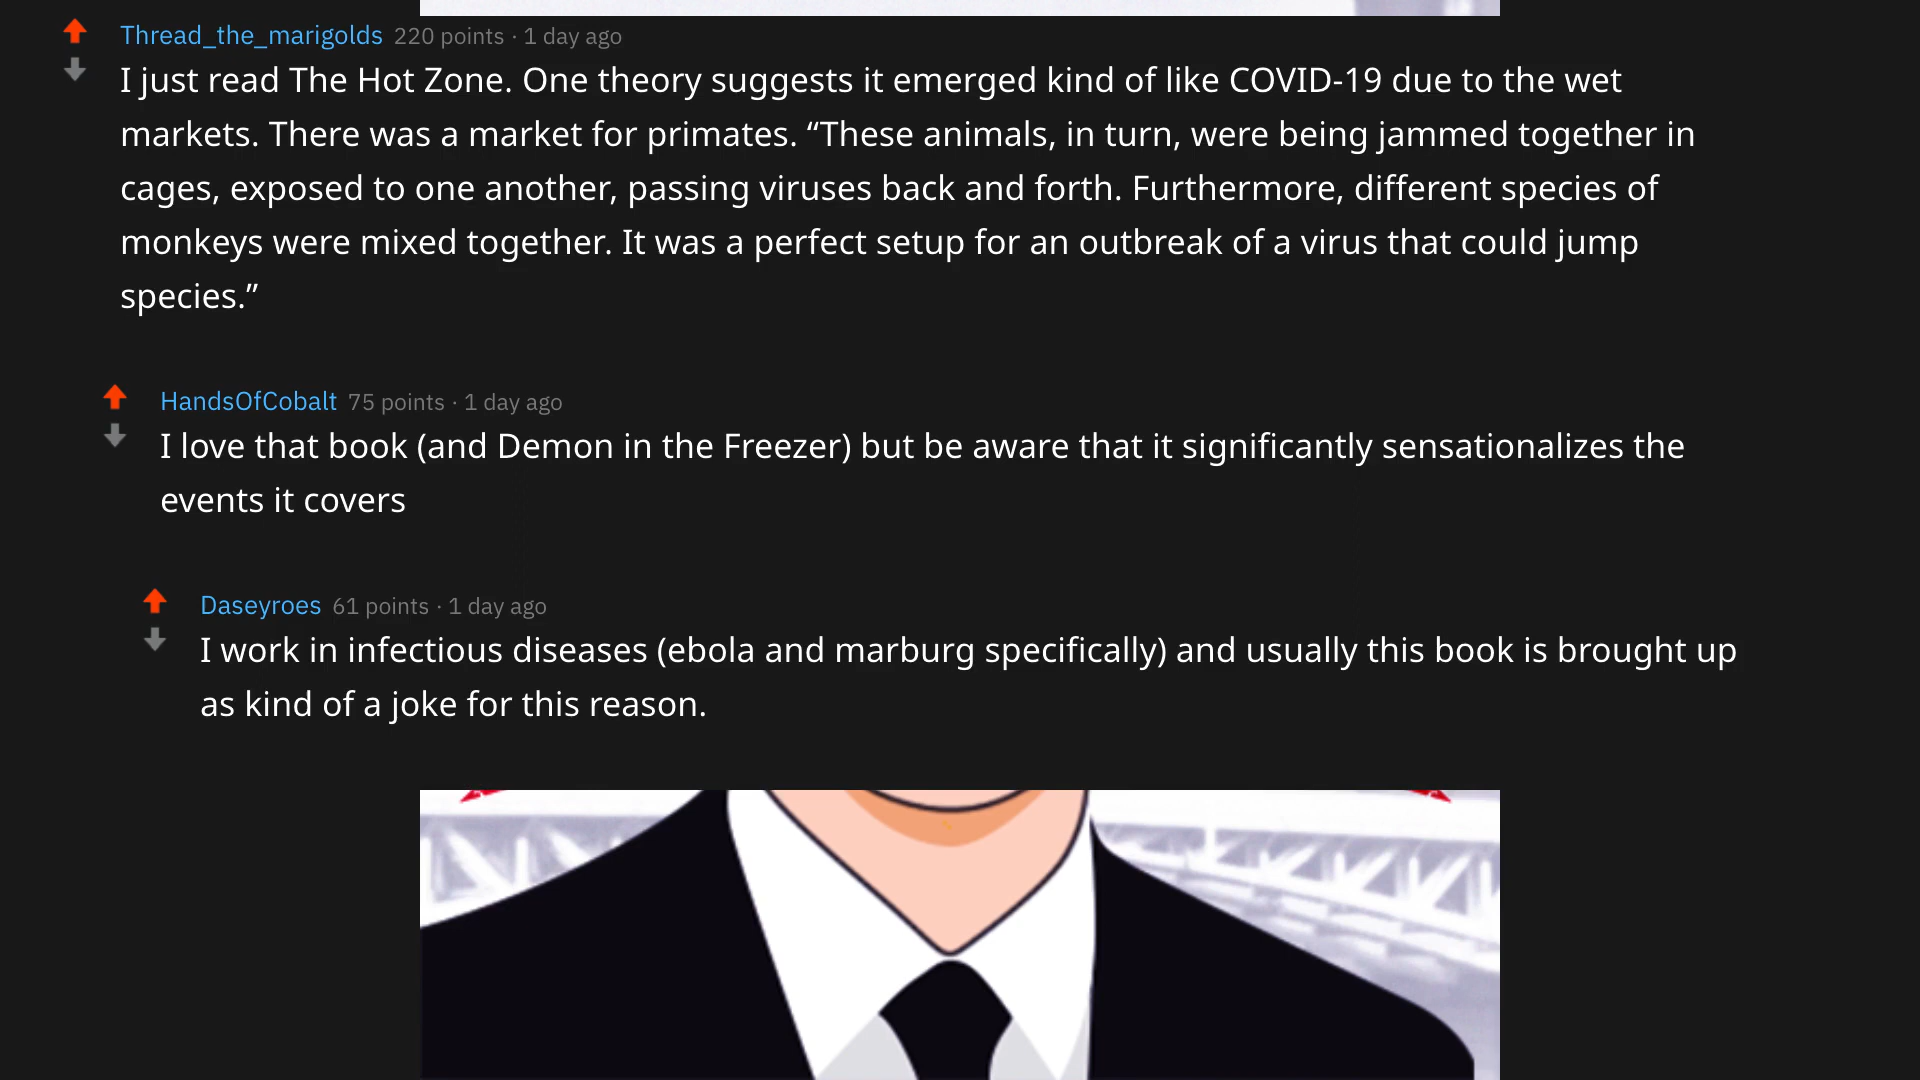 Thread_the_marigolds 220 points · 1 day ago
I just read The Hot Zone. One theory suggests it emerged kind of like COVID-19 due to the wet
markets. There was a market for primates. “These animals, in turn, were being jammed together in
cages, exposed to one another, passing viruses back and forth. Furthermore, different species of
monkeys were mixed together. It was a perfect setup for an outbreak of a virus that could jump
species.”
HandsOfCobalt 75 points · 1 day ago
I love that book (and Demon in the Freezer) but be aware that it significantly sensationalizes the
events it covers
Daseyroes 61 points · 1 day ago
I work in infectious diseases (ebola and marburg specifically) and usually this book is brought up
as kind of a joke for this reason.